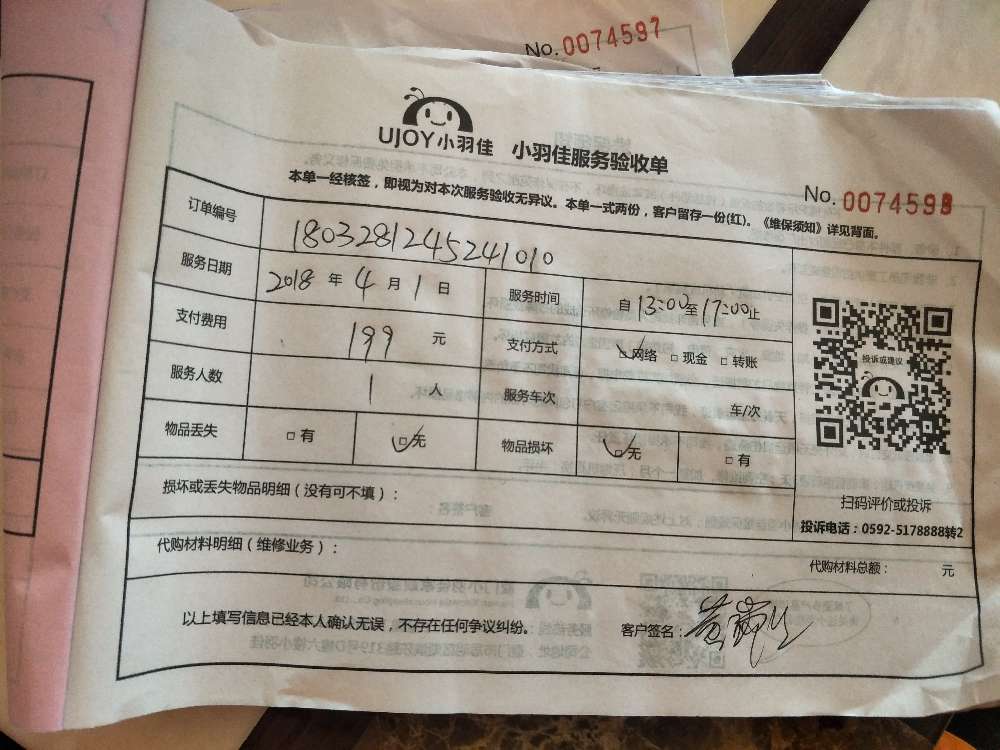 No. 0074597
UJOY小羽佳 小羽佳服务验收单
No. 0074598
本单一经核签，即视为对本次服务验收无异议。本单一式两份，客户留存一份(红)。《维保须知》详见背面。
订单编号 1803281245241010
服务日期 2018 年 4 月 1 日 服务时间 自 13:00 至 17:00 止
支付费用 199 元 支付方式 ☑网络 □现金 □转账
服务人数 1 人 服务车次 车/次
物品丢失 □有 ☑无 物品损坏 ☑无 □有
投诉或建议
扫码评价或投诉
投诉电话：0592-5178888转2
损坏或丢失物品明细（没有可不填）：
代购材料明细（维修业务）：
代购材料总额： 元
以上填写信息已经本人确认无误，不存在任何争议纠纷。 客户签名：